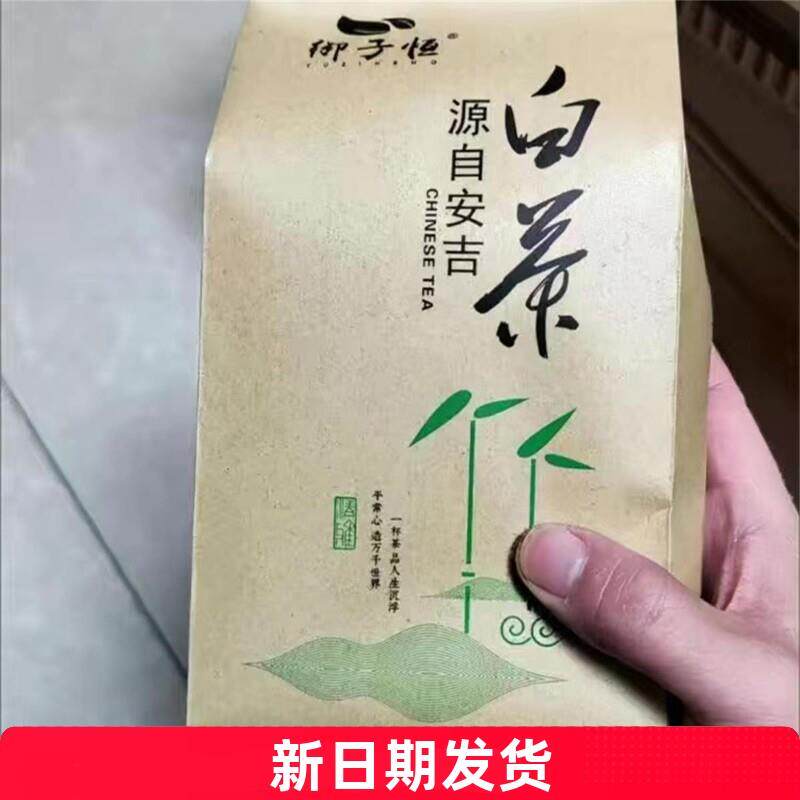 御子恒®
YUZIHENG
白茶
源自安吉
CHINESE TEA
一杯茶 品人生沉浮
平常心 造万千世界
新日期发货